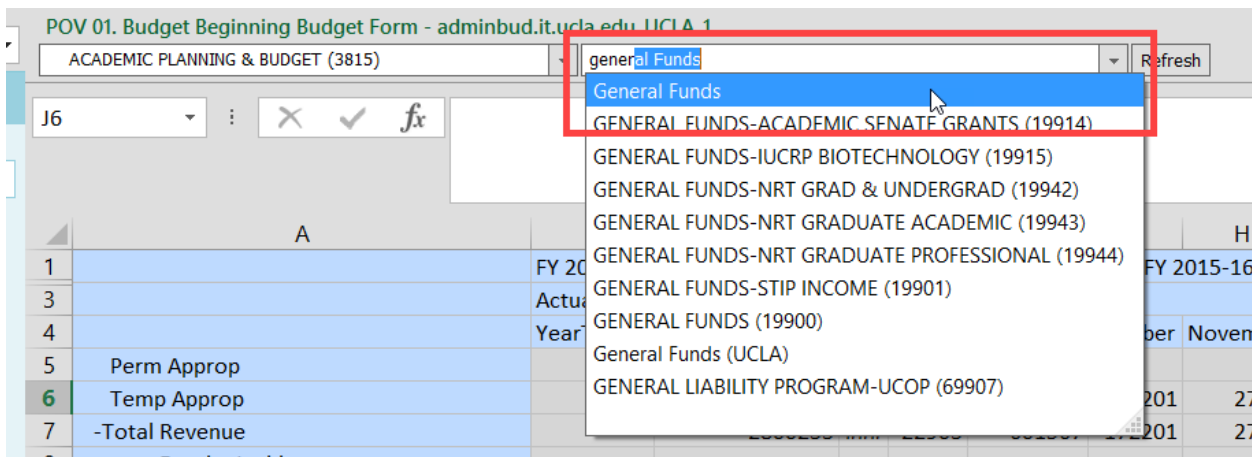 POV 01. Budget Beginning Budget Form - adminbud.it.ucla.edu_UCLA_1
ACADEMIC PLANNING & BUDGET (3815) general Funds Refresh
General Funds
J6 fx
GENERAL FUNDS-ACADEMIC SENATE GRANTS (19914)
GENERAL FUNDS-IUCRP BIOTECHNOLOGY (19915)
GENERAL FUNDS-NRT GRAD & UNDERGRAD (19942)
GENERAL FUNDS-NRT GRADUATE ACADEMIC (19943)
A H
GENERAL FUNDS-NRT GRADUATE PROFESSIONAL (19944)
1 FY 20 FY 2015-16
GENERAL FUNDS-STIP INCOME (19901)
3 Actua
GENERAL FUNDS (19900)
4 Year ber Novem
General Funds (UCLA)
5 Perm Approp
GENERAL LIABILITY PROGRAM-UCOP (69907)
6 Temp Approp 201 27
7 -Total Revenue 172201 27